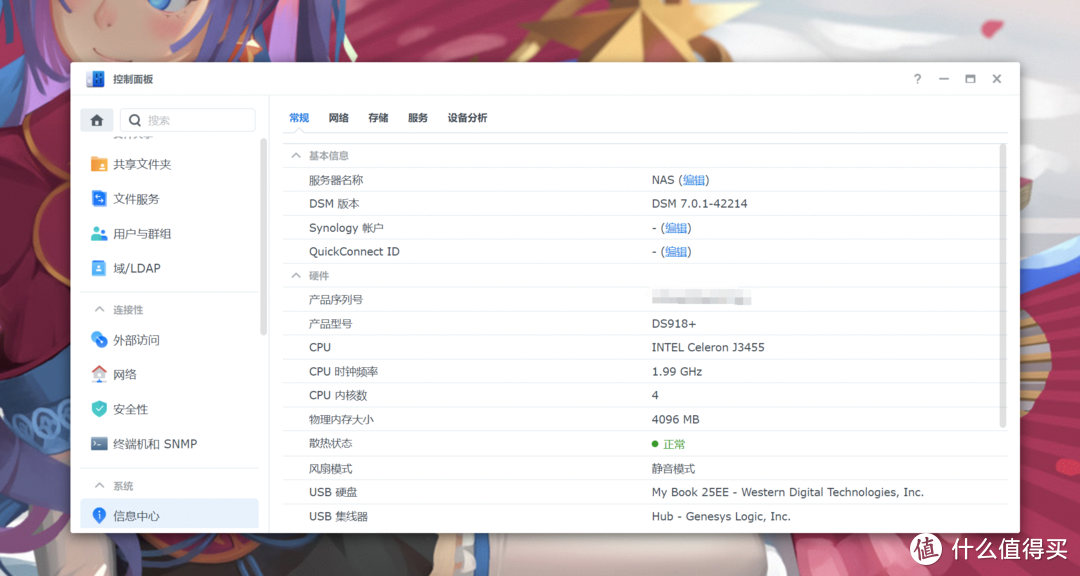 控制面板
搜索
常规 网络 存储 服务 设备分析
共享文件夹
文件服务
用户与群组
域/LDAP
连接性
外部访问
网络
安全性
终端机和 SNMP
系统
信息中心
基本信息
服务器名称 NAS (编辑)
DSM 版本 DSM 7.0.1-42214
Synology 帐户 - (编辑)
QuickConnect ID - (编辑)
硬件
产品序列号
产品型号 DS918+
CPU INTEL Celeron J3455
CPU 时钟频率 1.99 GHz
CPU 内核数 4
物理内存大小 4096 MB
散热状态 正常
风扇模式 静音模式
USB 硬盘 My Book 25EE - Western Digital Technologies, Inc.
USB 集线器 Hub - Genesys Logic, Inc.
值 什么值得买